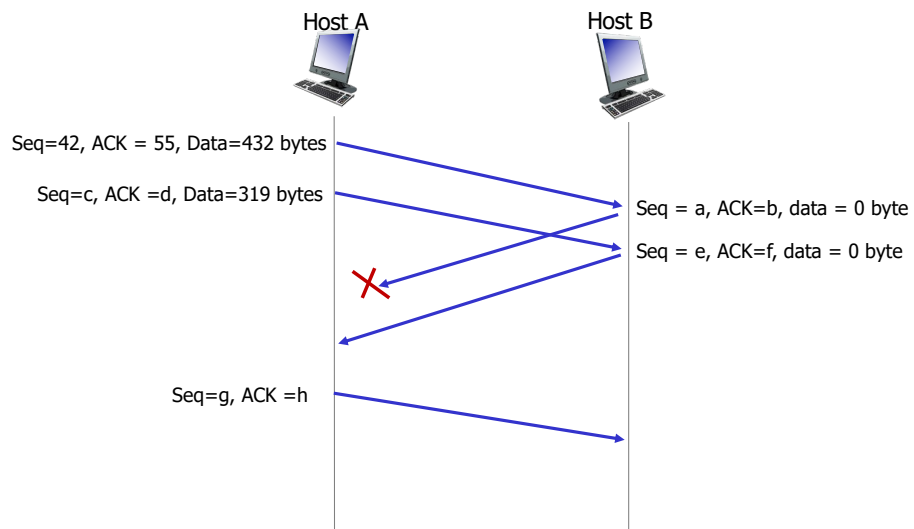 Host A
Host B
Seq=42, ACK = 55, Data=432 bytes
Seq=c, ACK =d, Data=319 bytes
Seq = a, ACK=b, data = 0 byte
Seq = e, ACK=f, data = 0 byte
Seq=g, ACK =h